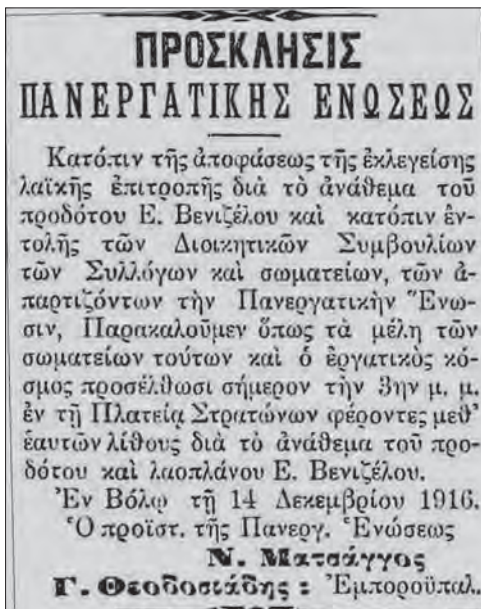 ΠΡΟΣΚΛΗΣΙΣ
ΠΑΝΕΡΓΑΤΙΚΗΣ ΕΝΩΣΕΩΣ
Κατόπιν τῆς ἀποφάσεως τῆς ἐκλεγείσης
λαϊκῆς ἐπιτροπῆς διὰ τὸ ἀνάθεμα τοῦ
προδότου Ε. Βενιζέλου καὶ κατόπιν ἐν-
τολῆς τῶν Διοικητικῶν Συμβουλίων
τῶν Συλλόγων καὶ σωματείων, τῶν ἀ-
παρτιζόντων τὴν Πανεργατικὴν Ἕνω-
σιν, Παρακαλοῦμεν ὅπως τὰ μέλη τῶν
σωματείων τούτων καὶ ὁ ἐργατικὸς κό-
σμος προσέλθωσι σήμερον τὴν 3ην μ. μ.
ἐν τῇ Πλατείᾳ Στρατώνων φέροντες μεθ’
ἑαυτῶν λίθους διὰ τὸ ἀνάθεμα τοῦ προ-
δότου καὶ λαοπλάνου Ε. Βενιζέλου.
Ἐν Βόλῳ τῇ 14 Δεκεμβρίου 1916.
Ὁ προϊστ. τῆς Πανεργ. Ἑνώσεως
Ν. Ματσάγγος
Γ. Θεοδοσιάδης : Ἐμποροϋπαλ.